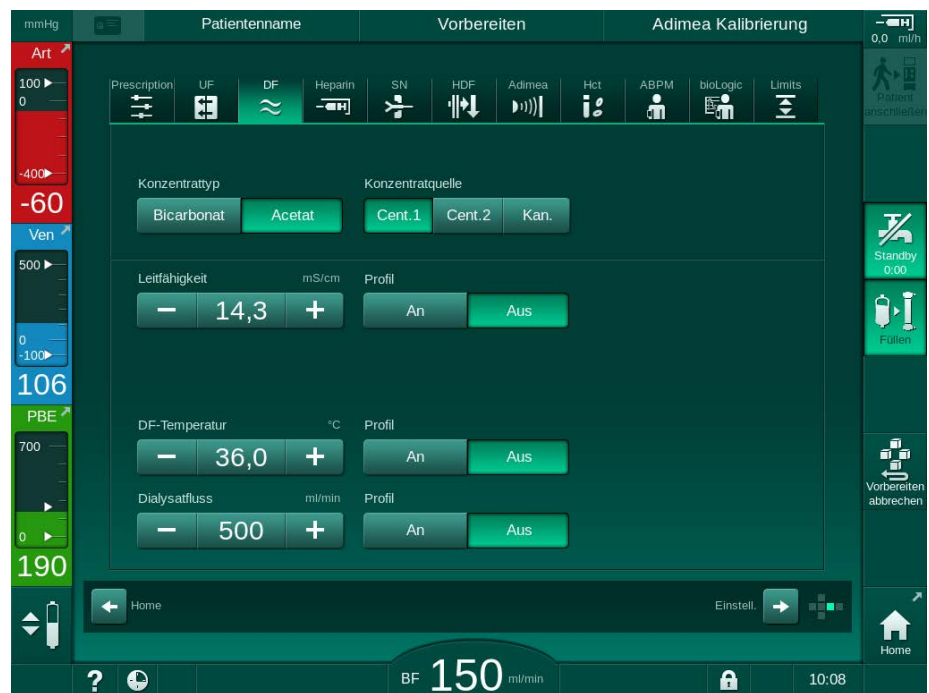 mmHg
Patientenname
Vorbereiten
Adimea Kalibrierung
0,0 ml/h
Art
100
0
-400
-60
Ven
500
0
-100
106
PBE
700
0
190
Prescription
UF
DF
Heparin
SN
HDF
Adimea
Hct
ABPM
bioLogic
Limits
Konzentrattyp
Konzentratquelle
Bicarbonat
Acetat
Cent.1
Cent.2
Kan.
Leitfähigkeit mS/cm
Profil
− 14,3 +
An
Aus
DF-Temperatur °C
Profil
− 36,0 +
An
Aus
Dialysatfluss ml/min
Profil
− 500 +
An
Aus
Home
Einstell.
Patient
anschließen
Standby
0:00
Füllen
Vorbereiten
abbrechen
Home
?
BF 150 ml/min
10:08